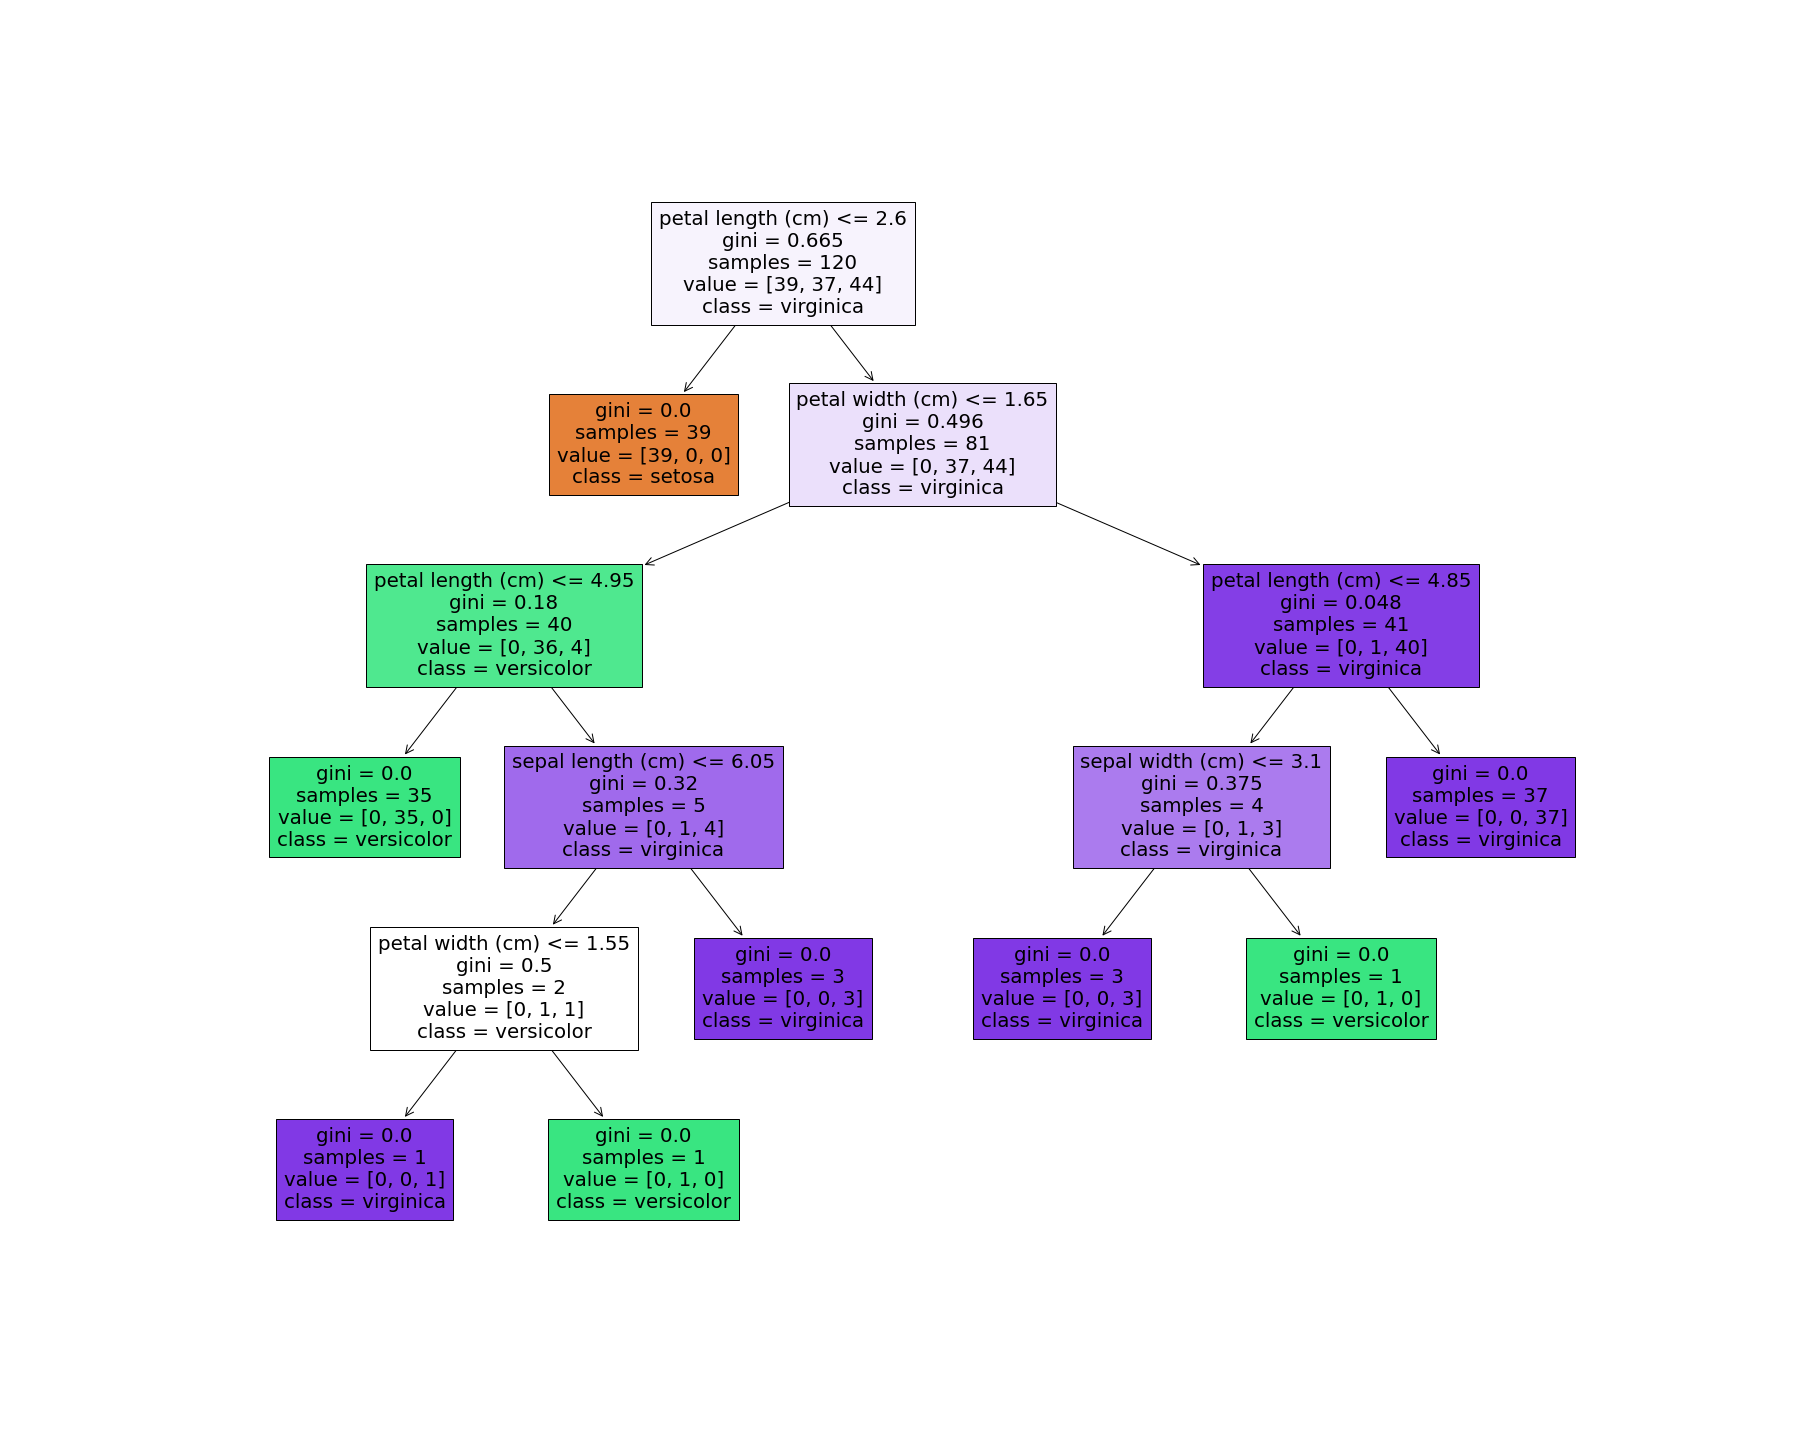 petal length (cm) <= 2.6
gini = 0.665
samples = 120
value = [39, 37, 44]
class = virginica
gini = 0.0
samples = 39
value = [39, 0, 0]
class = setosa
petal width (cm) <= 1.65
gini = 0.496
samples = 81
value = [0, 37, 44]
class = virginica
petal length (cm) <= 4.95
gini = 0.18
samples = 40
value = [0, 36, 4]
class = versicolor
petal length (cm) <= 4.85
gini = 0.048
samples = 41
value = [0, 1, 40]
class = virginica
gini = 0.0
samples = 35
value = [0, 35, 0]
class = versicolor
sepal length (cm) <= 6.05
gini = 0.32
samples = 5
value = [0, 1, 4]
class = virginica
sepal width (cm) <= 3.1
gini = 0.375
samples = 4
value = [0, 1, 3]
class = virginica
gini = 0.0
samples = 37
value = [0, 0, 37]
class = virginica
petal width (cm) <= 1.55
gini = 0.5
samples = 2
value = [0, 1, 1]
class = versicolor
gini = 0.0
samples = 3
value = [0, 0, 3]
class = virginica
gini = 0.0
samples = 3
value = [0, 0, 3]
class = virginica
gini = 0.0
samples = 1
value = [0, 1, 0]
class = versicolor
gini = 0.0
samples = 1
value = [0, 0, 1]
class = virginica
gini = 0.0
samples = 1
value = [0, 1, 0]
class = versicolor